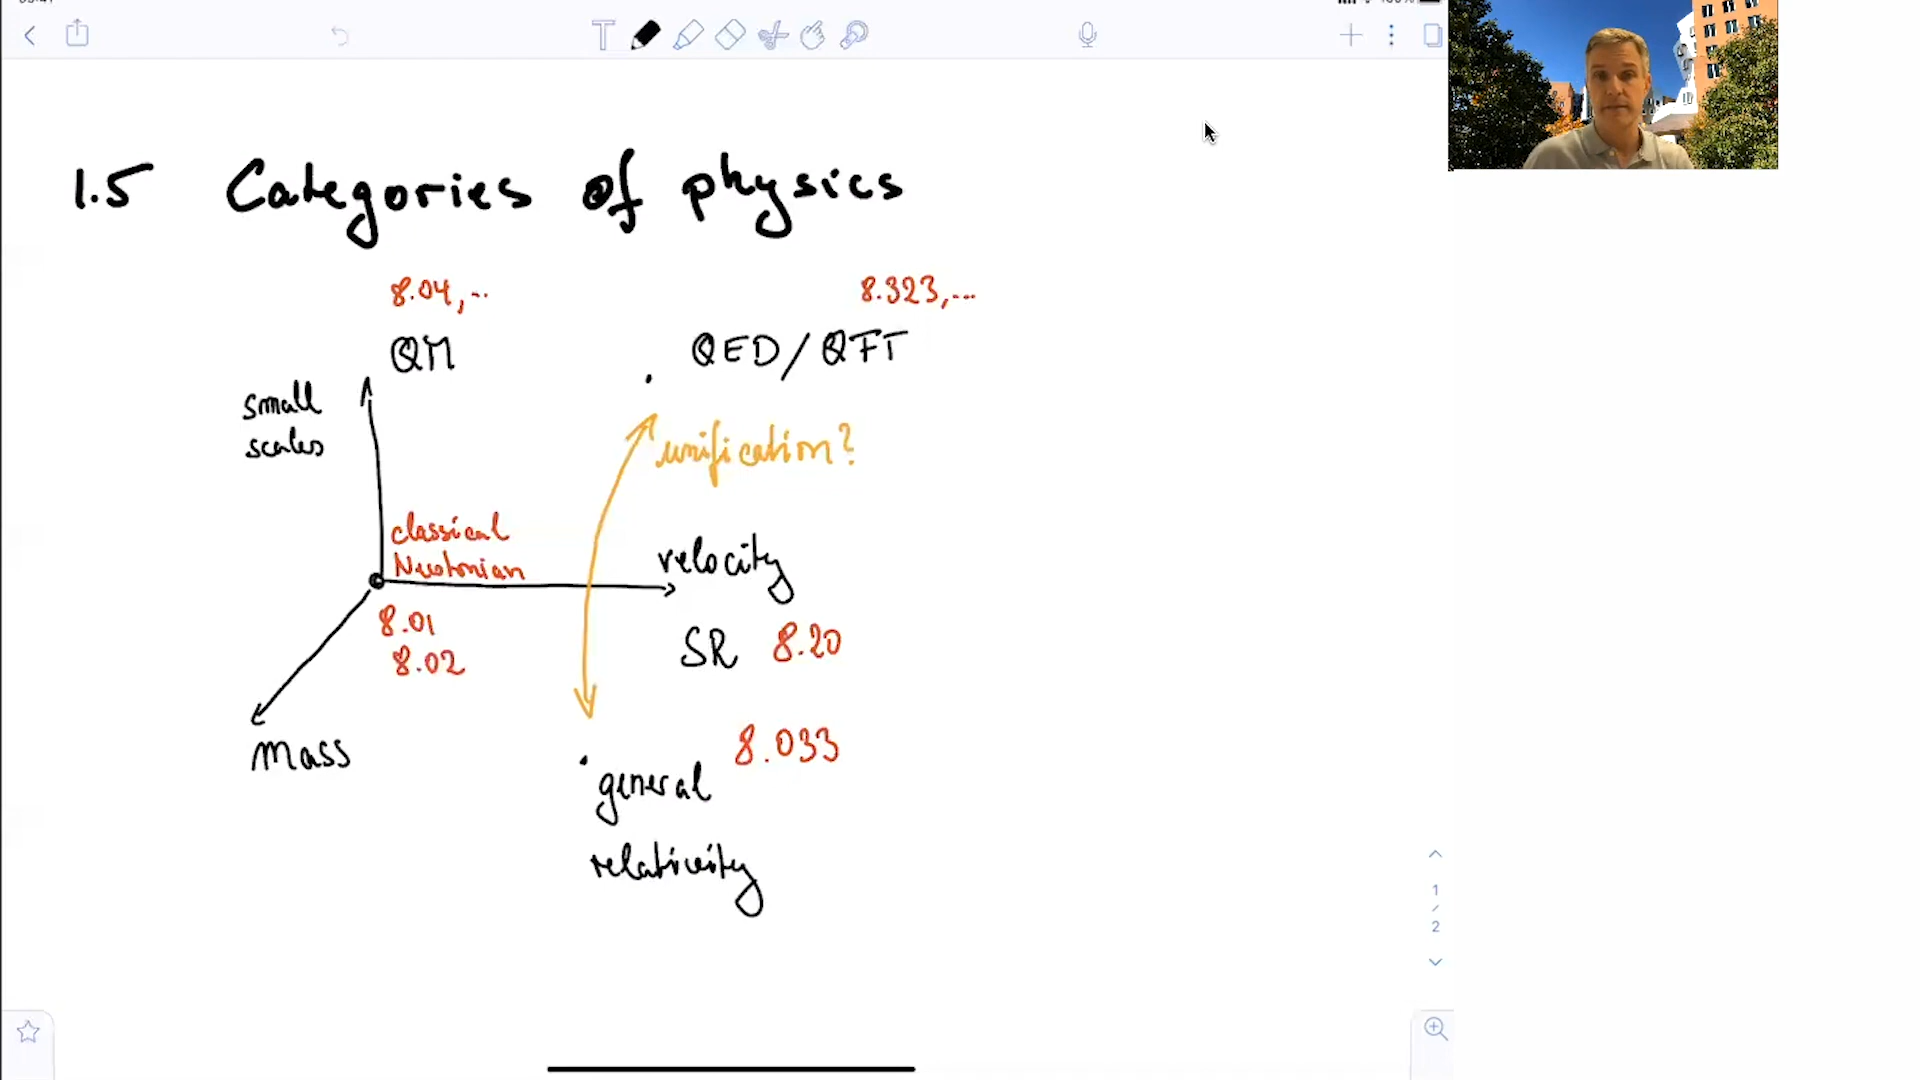 1.5 Categories of physics
8.04,..
8.323,...
QM
QED/QFT
small
scales
unification?
classical
Newtonian
velocity
8.01
8.02
SR 8.20
mass
8.033
general
relativity
1
/
2